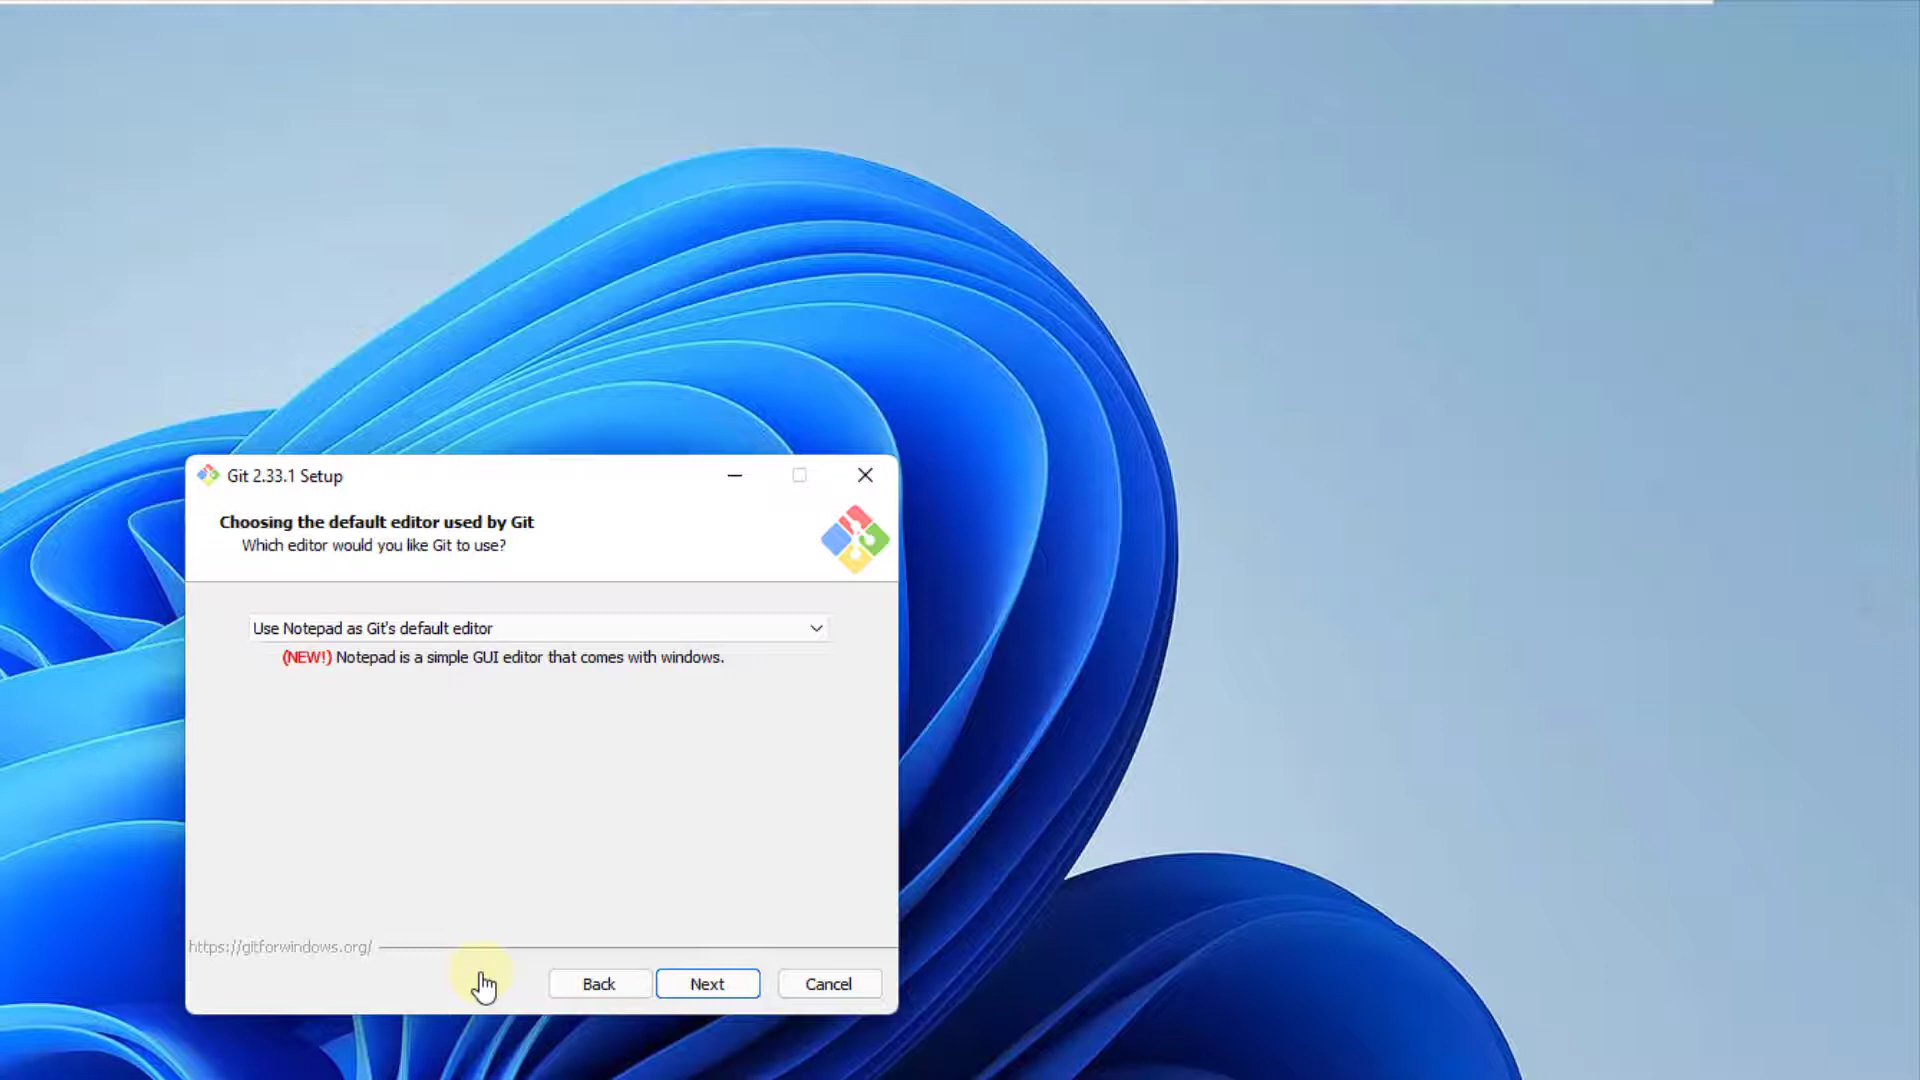 Git 2.33.1 Setup
Choosing the default editor used by Git
Which editor would you like Git to use?
Use Notepad as Git's default editor
(NEW!) Notepad is a simple GUI editor that comes with windows.
https://gitforwindows.org/
Back Next Cancel